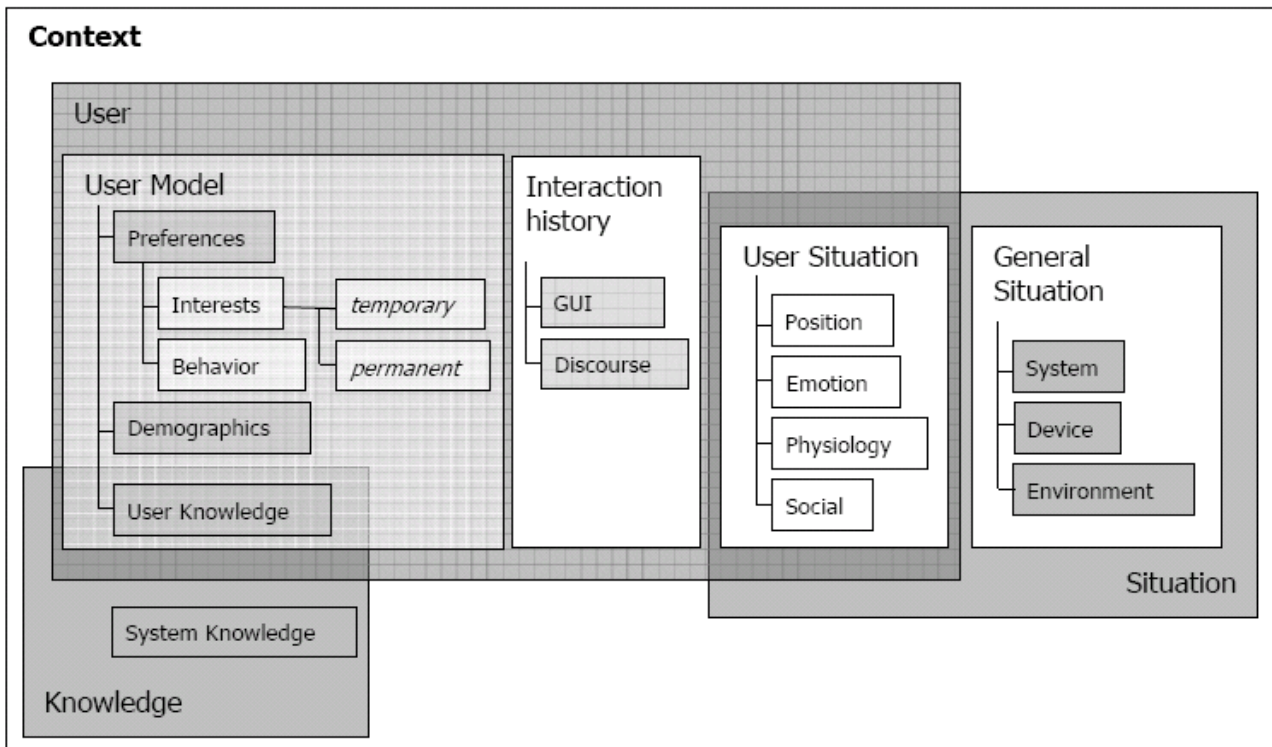 Context
User
User Model
Preferences
Interests
temporary
Behavior
permanent
Demographics
User Knowledge
Interaction
history
GUI
Discourse
User Situation
Position
Emotion
Physiology
Social
General
Situation
System
Device
Environment
Situation
System Knowledge
Knowledge